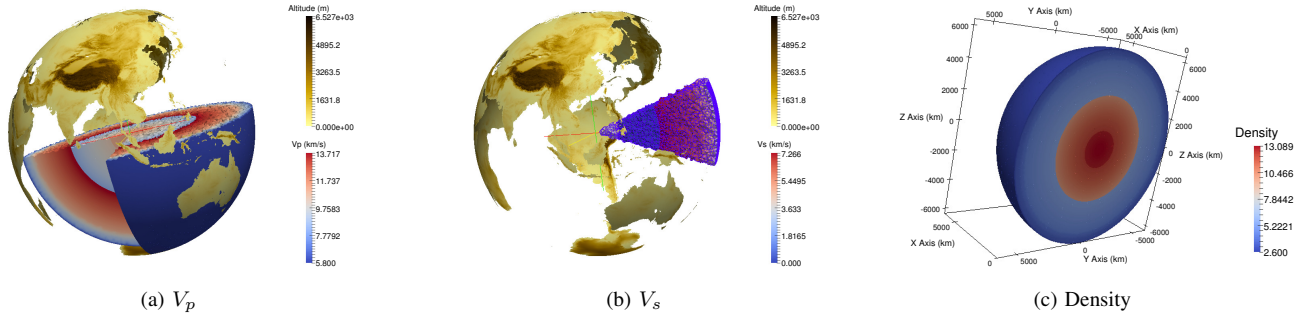 Altitude (m)
6.527e+03
4895.2
3263.5
1631.8
0.000e+00
Vp (km/s)
13.717
11.738
9.7583
7.7792
5.800
(a) Vp
Altitude (m)
6.527e+03
4895.2
3263.5
1631.8
0.000e+00
Vs (km/s)
7.266
5.4495
3.633
1.8165
0.000
(b) Vs
5000
Y Axis (km)
0
-5000
5000
X Axis (km)
0
6000
6000
4000
4000
2000
2000
Z Axis (km)
0
0
Z Axis (km)
-2000
-2000
-4000
-4000
-6000
-6000
5000
X Axis (km)
0
5000
0
Y Axis (km)
-5000
Density
13.089
10.466
7.8442
5.2221
2.600
(c) Density